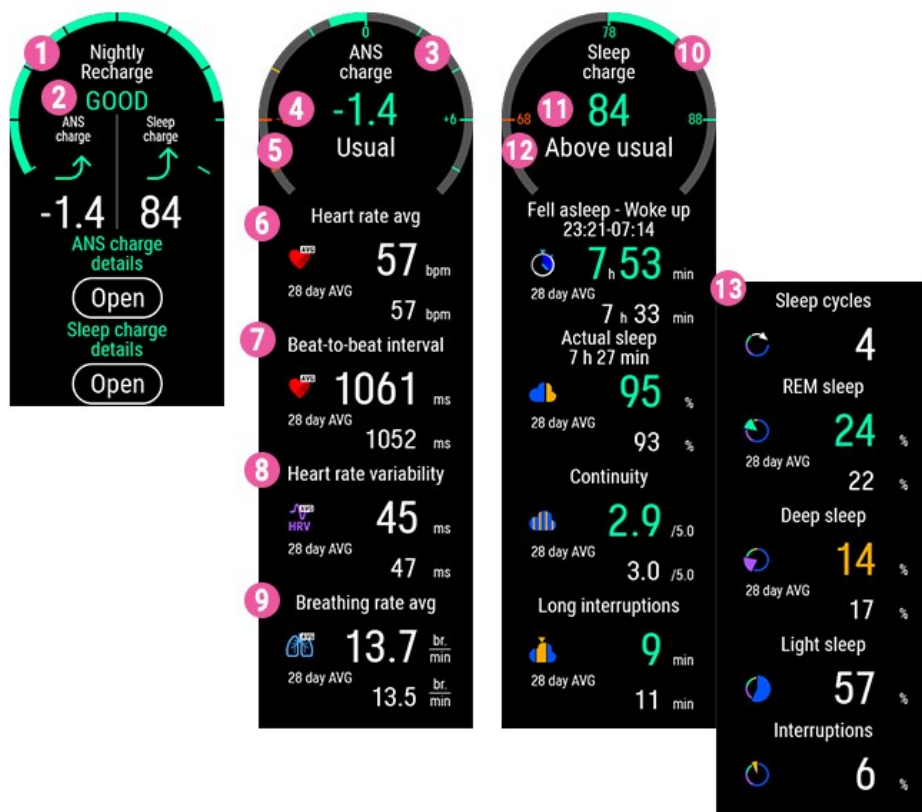 1
Nightly
Recharge
2
GOOD
ANS
charge
Sleep
charge
-1.4
84
ANS charge
details
Open
Sleep charge
details
Open
0
3
ANS
charge
4
-1.4
+6
5
Usual
6
Heart rate avg
AVG
57 bpm
28 day AVG
57 bpm
7
Beat-to-beat interval
AVG
1061 ms
28 day AVG
1052 ms
8
Heart rate variability
AVG
HRV
45 ms
28 day AVG
47 ms
9
Breathing rate avg
AVG
13.7 br. min
28 day AVG
13.5 br. min
78
10
Sleep
charge
68
11
84
88
12
Above usual
Fell asleep - Woke up
23:21-07:14
7 h 53 min
28 day AVG
7 h 33 min
Actual sleep
7 h 27 min
95 %
28 day AVG
93 %
Continuity
2.9 /5.0
28 day AVG
3.0 /5.0
Long interruptions
9 min
28 day AVG
11 min
13
Sleep cycles
4
REM sleep
24 %
28 day AVG
22 %
Deep sleep
14 %
28 day AVG
17 %
Light sleep
57 %
Interruptions
6 %